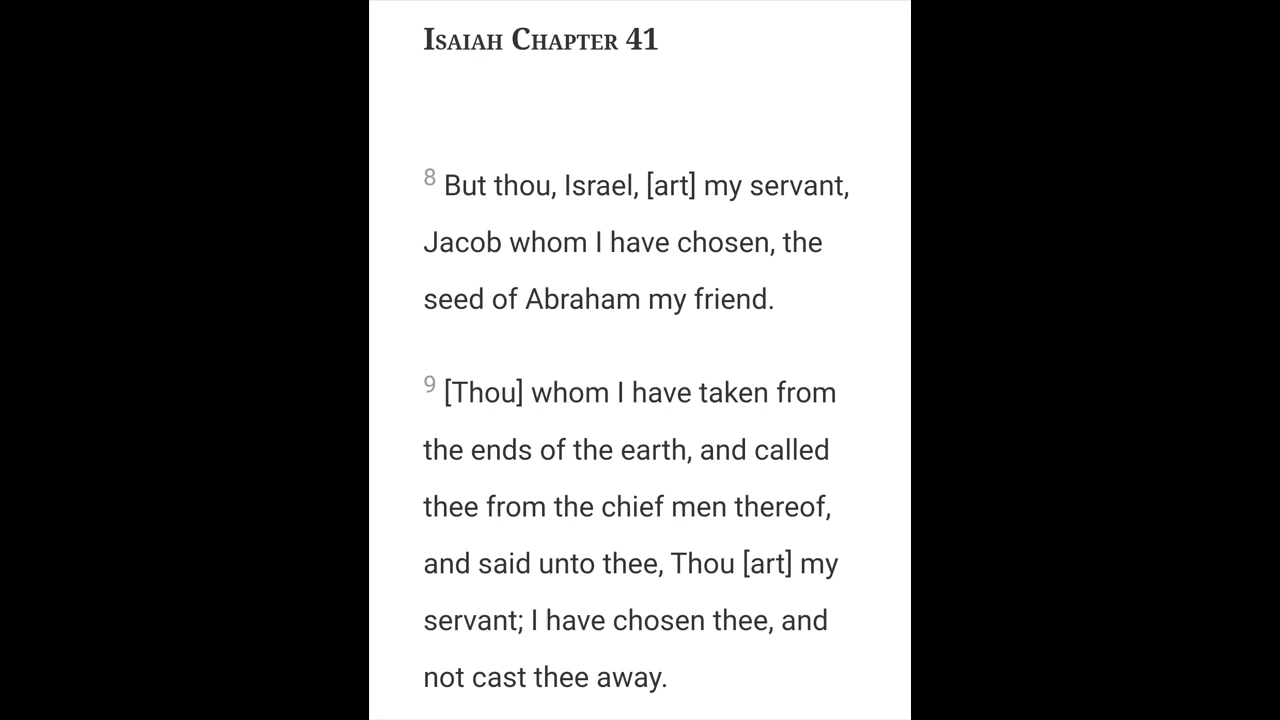 Isaiah Chapter 41
8 But thou, Israel, [art] my servant,
Jacob whom I have chosen, the
seed of Abraham my friend.
9 [Thou] whom I have taken from
the ends of the earth, and called
thee from the chief men thereof,
and said unto thee, Thou [art] my
servant; I have chosen thee, and
not cast thee away.